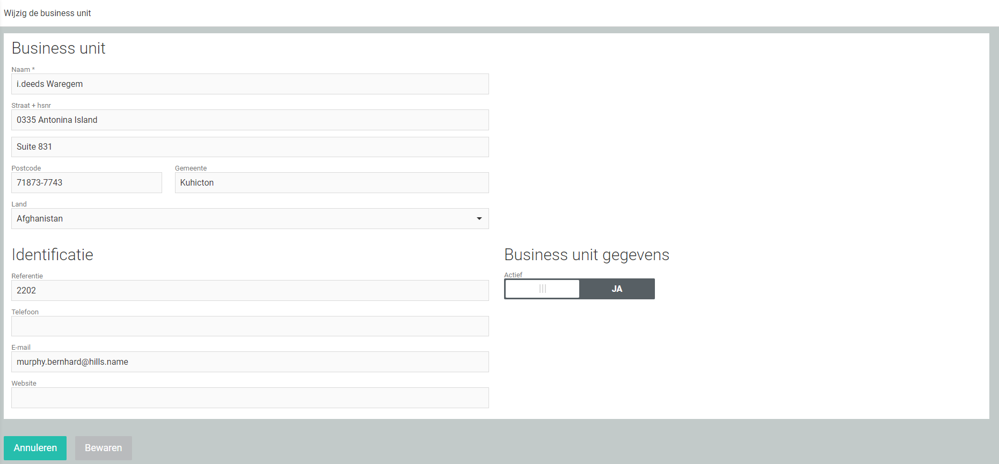 Wijzig de business unit
Business unit
Naam *
i.deeds Waregem
Straat + hsnr
0335 Antonina Island
Suite 831
Postcode
Gemeente
71873-7743
Kuhicton
Land
Afghanistan
Identificatie
Referentie
2202
Telefoon
E-mail
murphy.bernhard@hills.name
Website
Business unit gegevens
Actief
JA
Annuleren
Bewaren